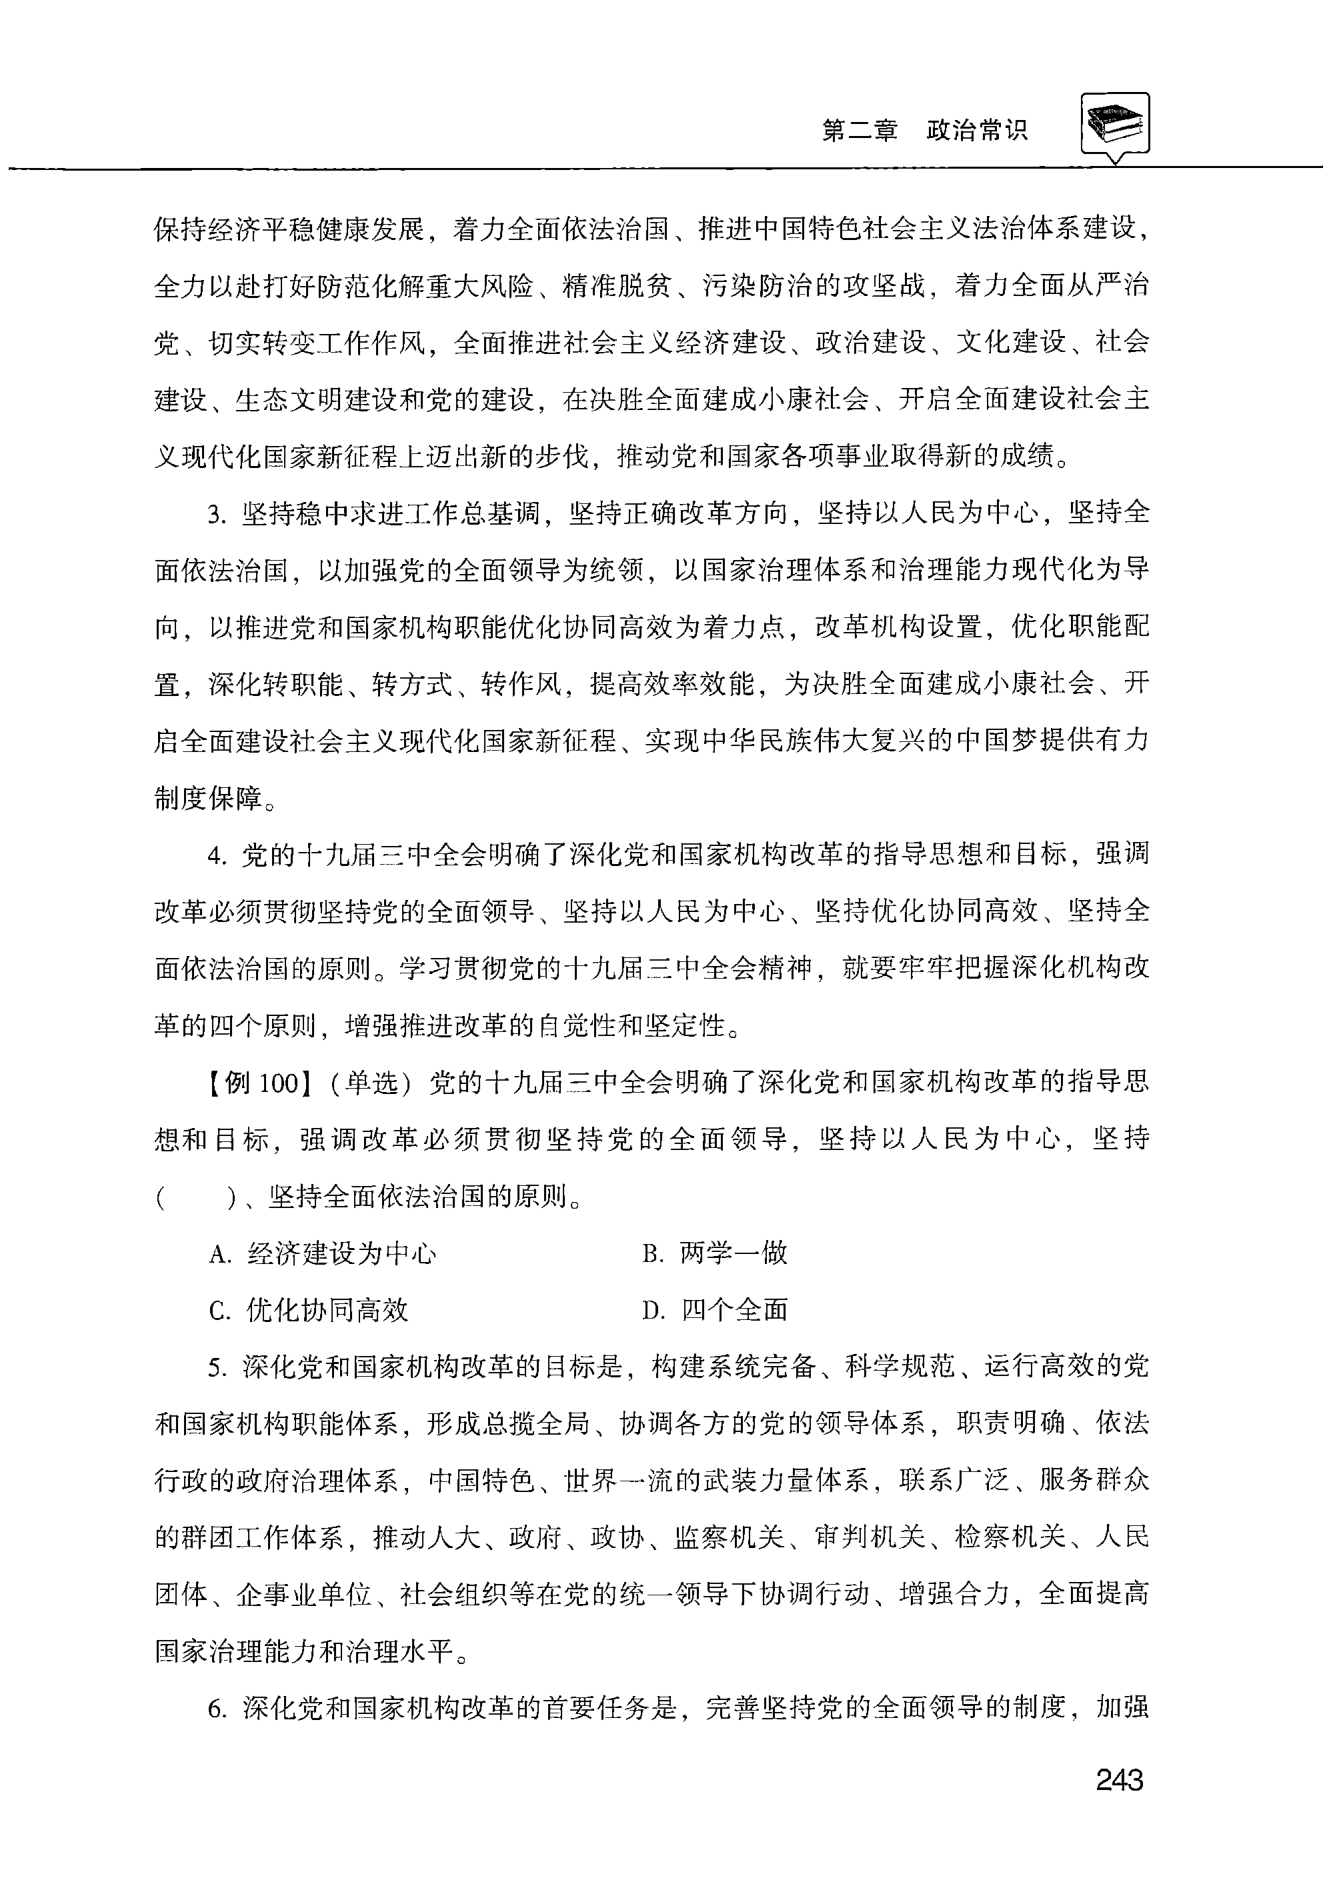 第二章 政治常识
保持经济平稳健康发展，着力全面依法治国、推进中国特色社会主义法治体系建设，
全力以赴打好防范化解重大风险、精准脱贫、污染防治的攻坚战，着力全面从严治
党、切实转变工作作风，全面推进社会主义经济建设、政治建设、文化建设、社会
建设、生态文明建设和党的建设，在决胜全面建成小康社会、开启全面建设社会主
义现代化国家新征程上迈出新的步伐，推动党和国家各项事业取得新的成绩。
3. 坚持稳中求进工作总基调，坚持正确改革方向，坚持以人民为中心，坚持全
面依法治国，以加强党的全面领导为统领，以国家治理体系和治理能力现代化为导
向，以推进党和国家机构职能优化协同高效为着力点，改革机构设置，优化职能配
置，深化转职能、转方式、转作风，提高效率效能，为决胜全面建成小康社会、开
启全面建设社会主义现代化国家新征程、实现中华民族伟大复兴的中国梦提供有力
制度保障。
4. 党的十九届三中全会明确了深化党和国家机构改革的指导思想和目标，强调
改革必须贯彻坚持党的全面领导、坚持以人民为中心、坚持优化协同高效、坚持全
面依法治国的原则。学习贯彻党的十九届三中全会精神，就要牢牢把握深化机构改
革的四个原则，增强推进改革的自觉性和坚定性。
【例 100】（单选）党的十九届三中全会明确了深化党和国家机构改革的指导思
想和目标，强调改革必须贯彻坚持党的全面领导，坚持以人民为中心，坚持
（　　）、坚持全面依法治国的原则。
A. 经济建设为中心 B. 两学一做
C. 优化协同高效 D. 四个全面
5. 深化党和国家机构改革的目标是，构建系统完备、科学规范、运行高效的党
和国家机构职能体系，形成总揽全局、协调各方的党的领导体系，职责明确、依法
行政的政府治理体系，中国特色、世界一流的武装力量体系，联系广泛、服务群众
的群团工作体系，推动人大、政府、政协、监察机关、审判机关、检察机关、人民
团体、企事业单位、社会组织等在党的统一领导下协调行动、增强合力，全面提高
国家治理能力和治理水平。
6. 深化党和国家机构改革的首要任务是，完善坚持党的全面领导的制度，加强
243